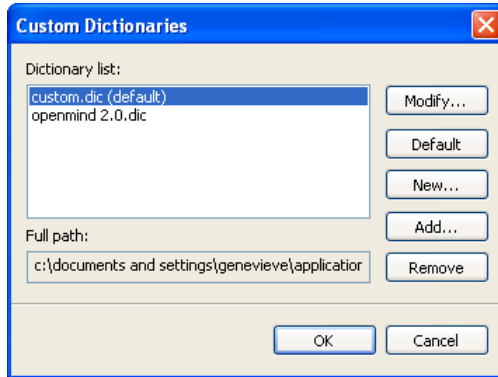 Custom Dictionaries
Dictionary list:
custom.dic (default)
openmind 2.0.dic
Modify...
Default
New...
Add...
Remove
Full path:
c:\documents and settings\genevieve\application
OK
Cancel